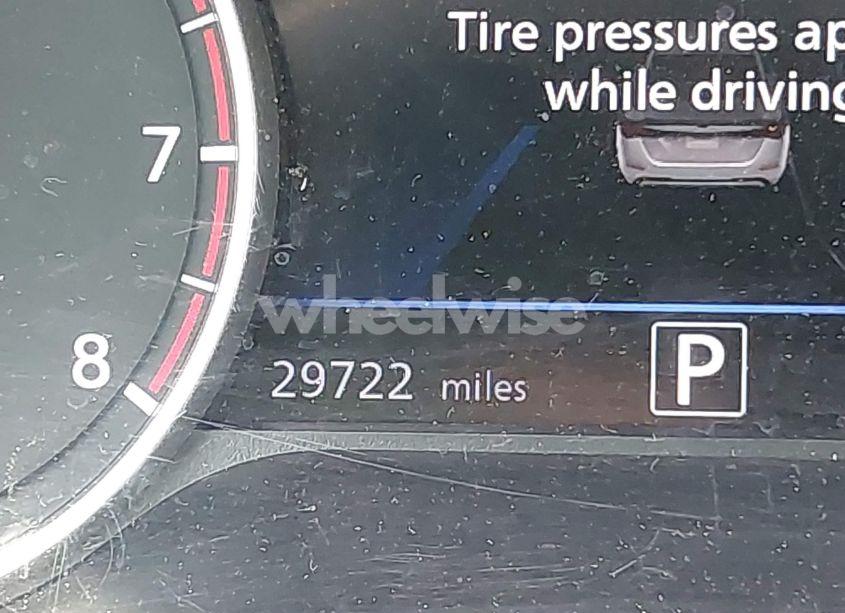 Tire pressures ap
while driving
7
wheelwise
8
29722 miles
P